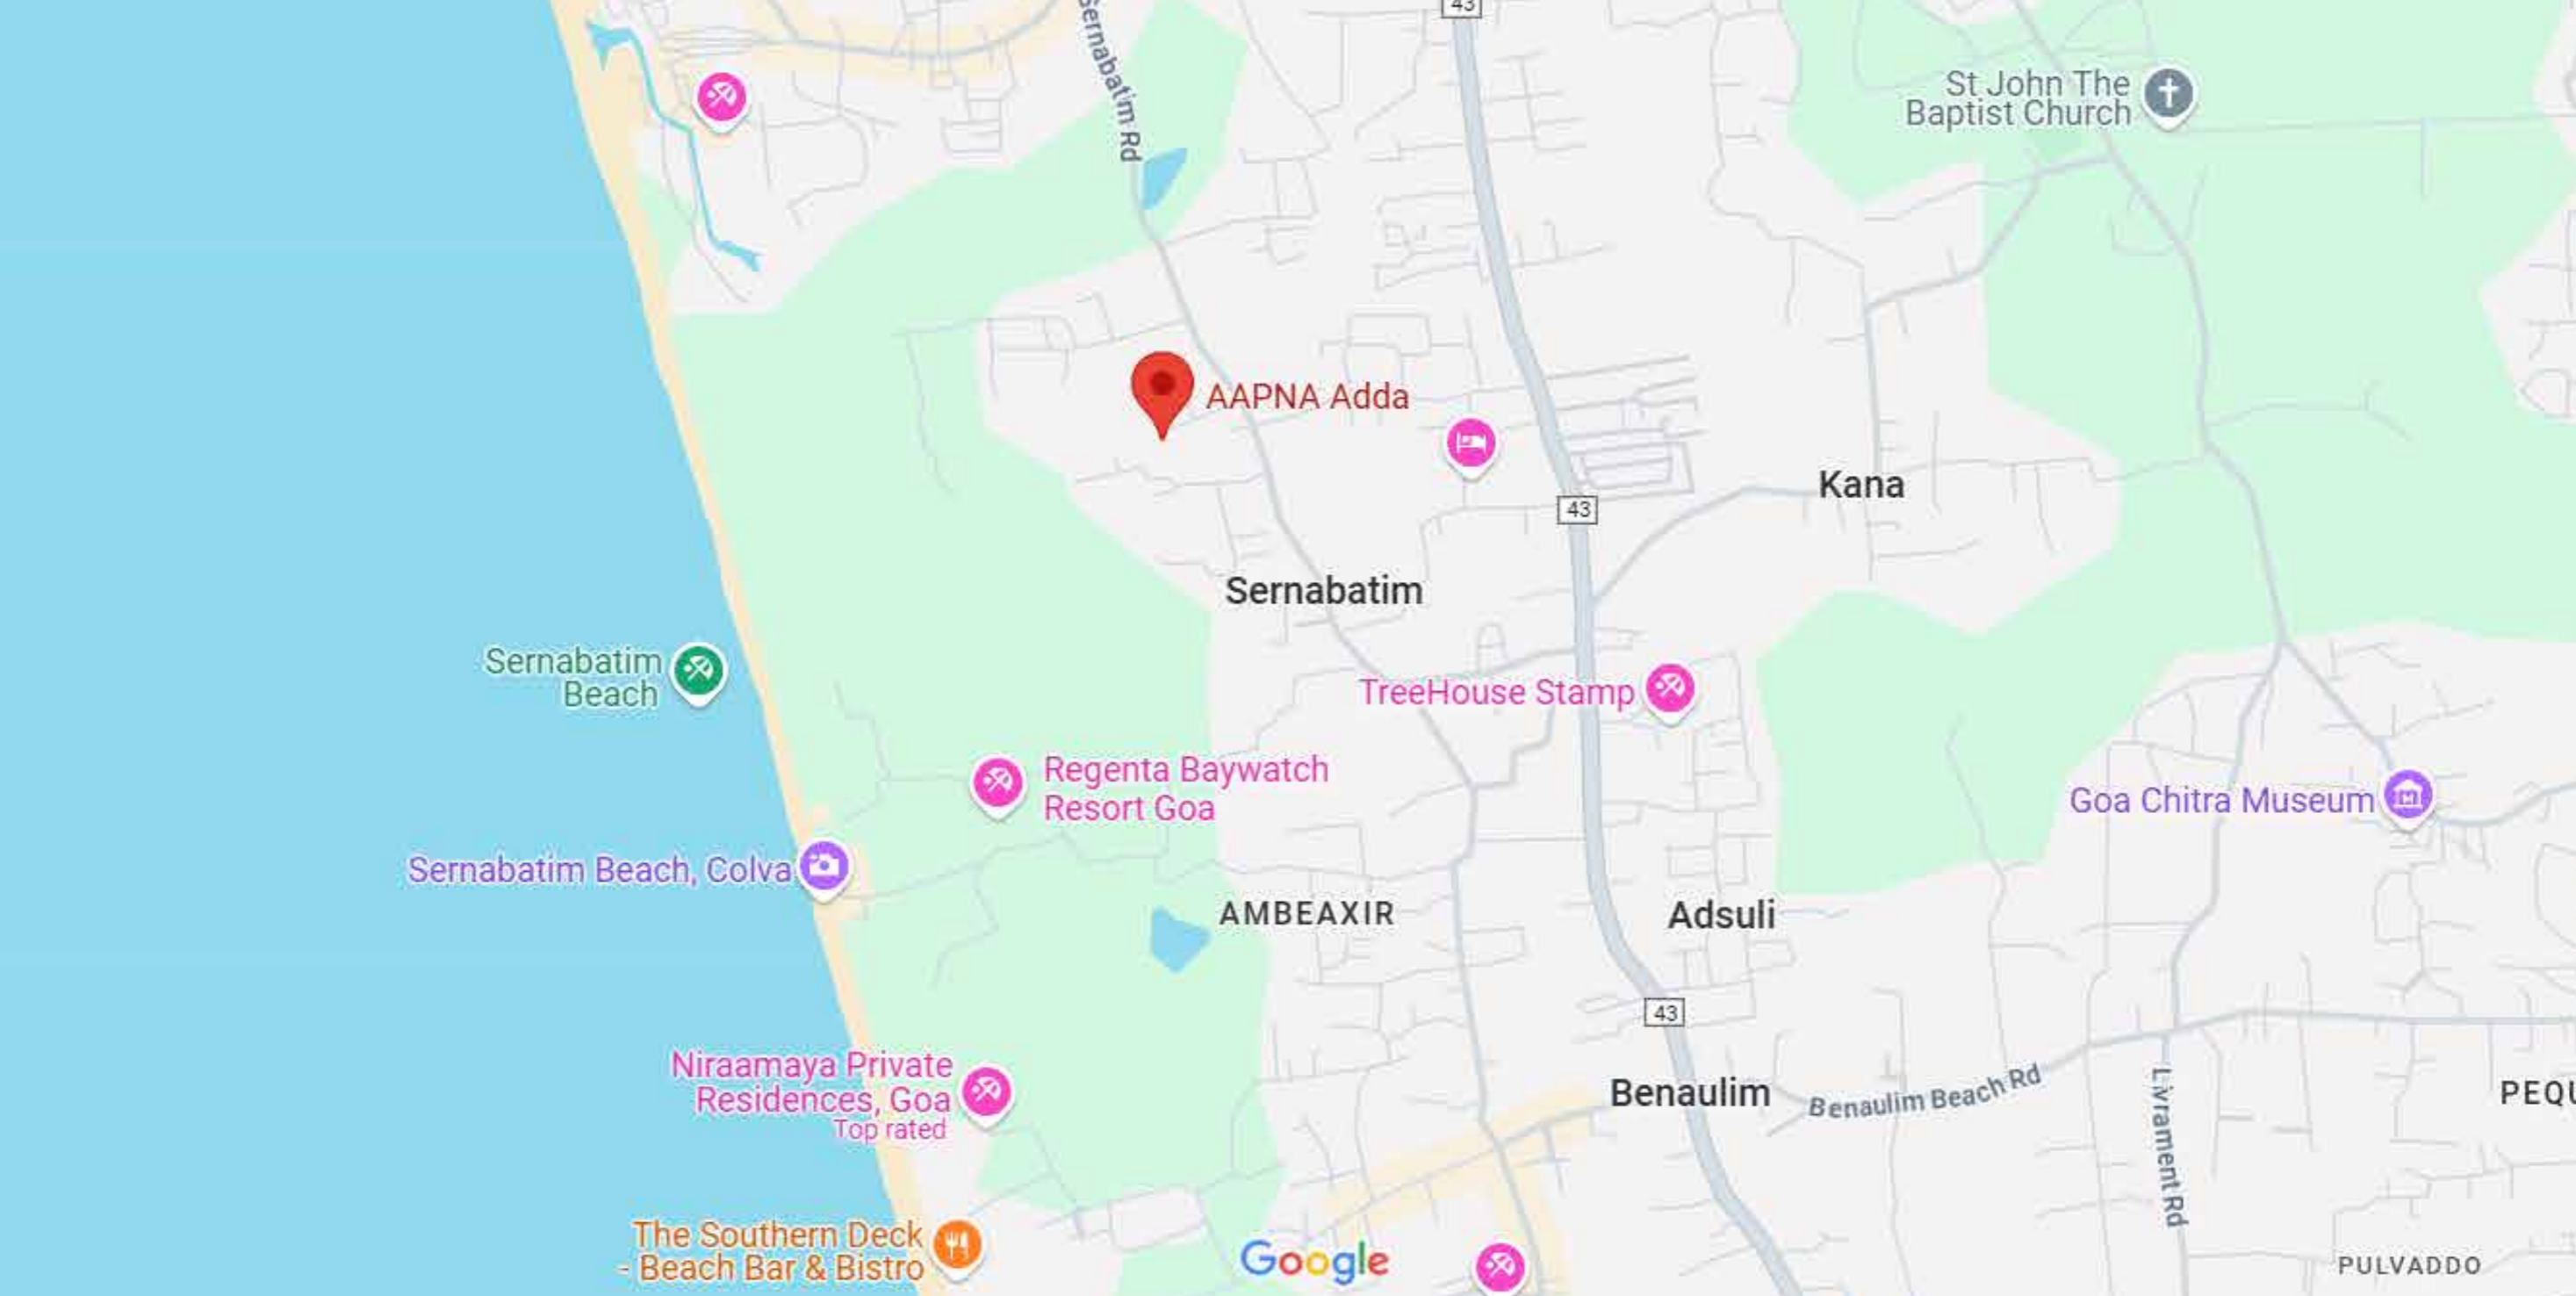 43
Sernabatim Rd
St John The
Baptist Church
AAPNA Adda
Kana
43
Sernabatim
Sernabatim
Beach
TreeHouse Stamp
Regenta Baywatch
Resort Goa
Goa Chitra Museum
Sernabatim Beach, Colva
AMBEAXIR
Adsuli
43
Niraamaya Private
Residences, Goa
Top rated
Benaulim
Benaulim Beach Rd
Livrament Rd
PEQU
The Southern Deck
- Beach Bar & Bistro
Google
PULVADDO